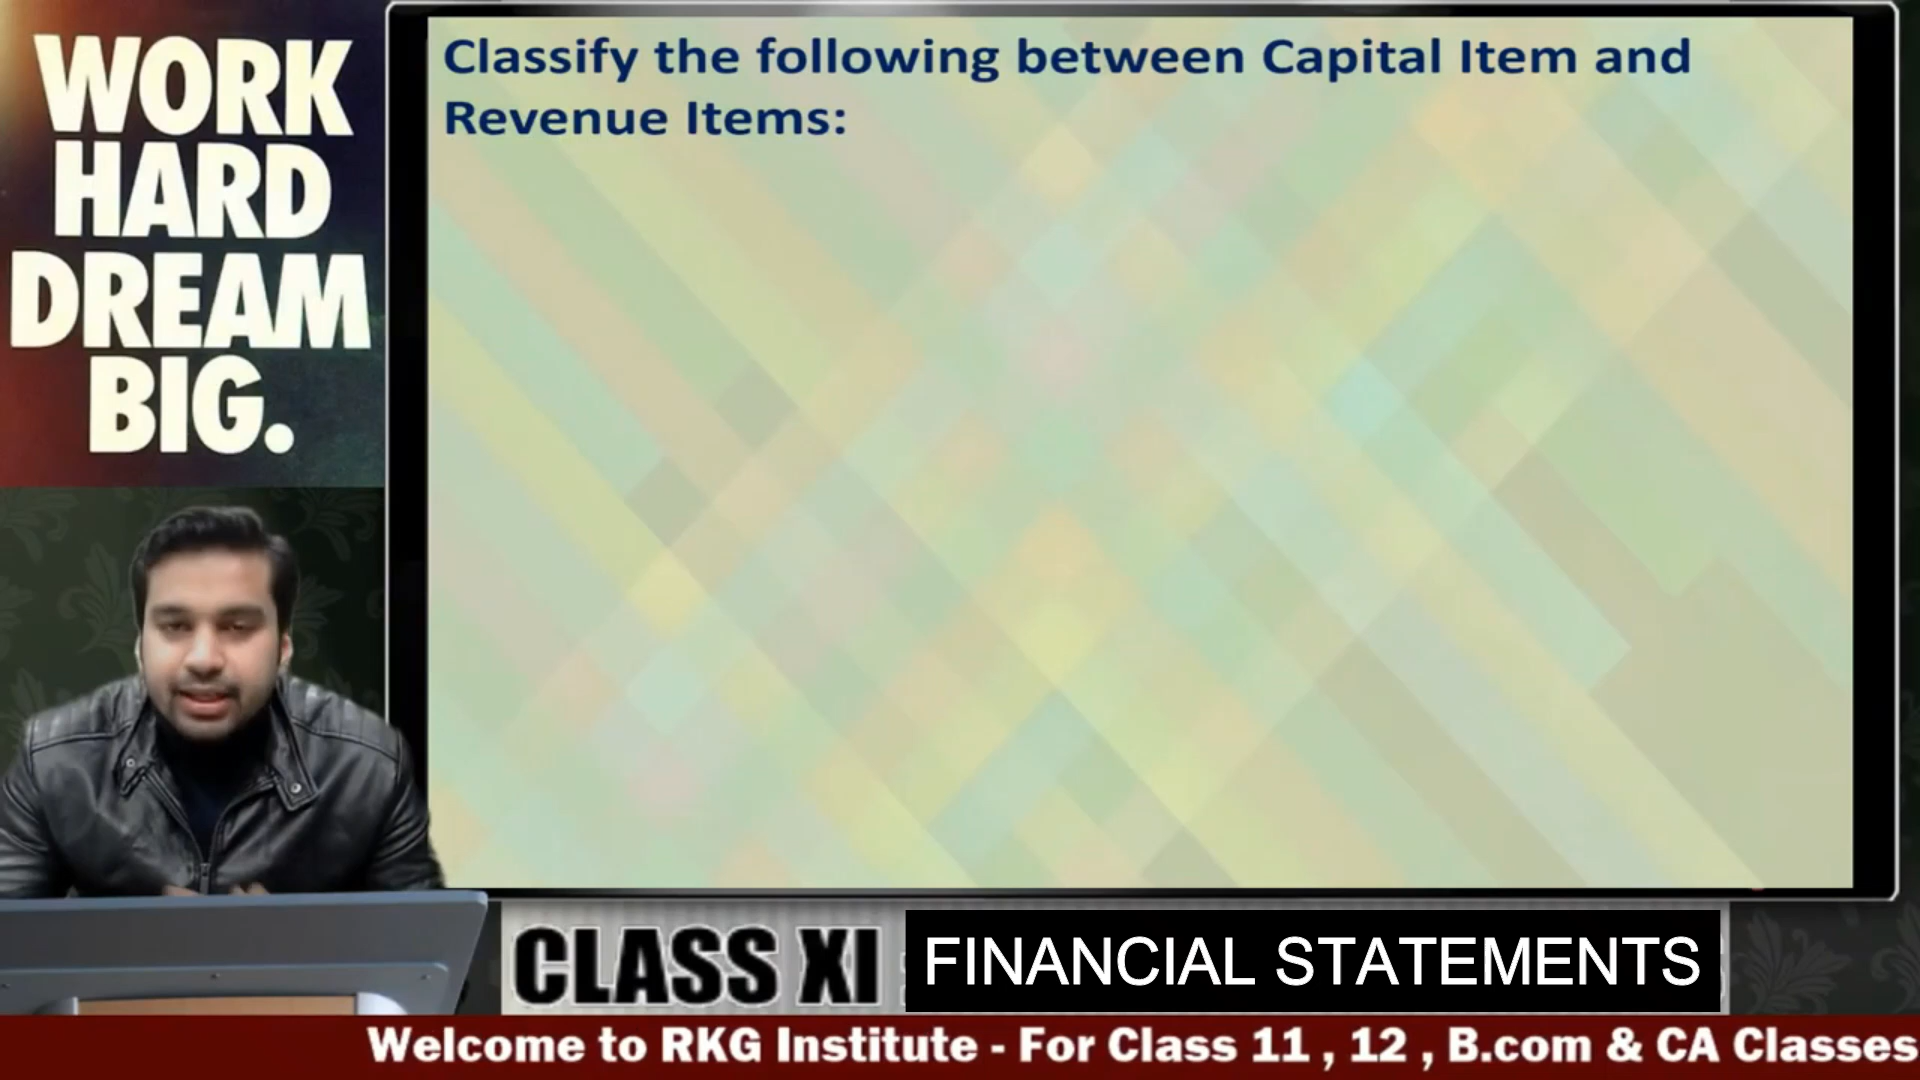 WORK
HARD
DREAM
BIG.
Classify the following between Capital Item and
Revenue Items:
CLASS XI
FINANCIAL STATEMENTS
Welcome to RKG Institute - For Class 11 , 12 , B.com & CA Classes